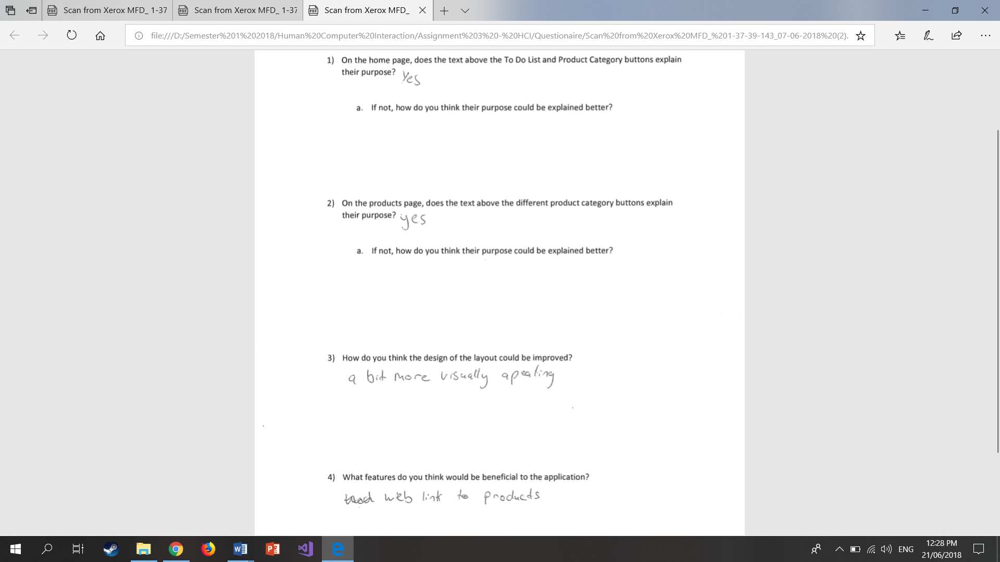 Scan from Xerox MFD_ 1-37
Scan from Xerox MFD_ 1-37
Scan from Xerox MFD_
file:///D:/Semester%201%202018/Human%20Computer%20Interaction/Assignment%203%20-%20HCI/Questionaire/Scan%20from%20Xerox%20MFD_%201-37-39-143_07-06-2018%20(2).
1) On the home page, does the text above the To Do List and Product Category buttons explain
their purpose? Yes
a. If not, how do you think their purpose could be explained better?
2) On the products page, does the text above the different product category buttons explain
their purpose? yes
a. If not, how do you think their purpose could be explained better?
3) How do you think the design of the layout could be improved?
a bit more visually apealing
4) What features do you think would be beneficial to the application?
web link to products
ENG
12:28 PM
21/06/2018